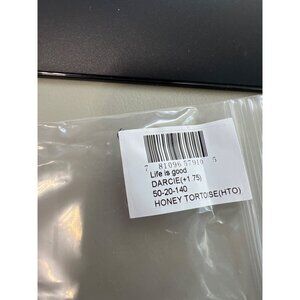 7 81096 57910 5
Life is good
DARCIE(+1.75)
50-20-140
HONEY TORTOISE(HTO)